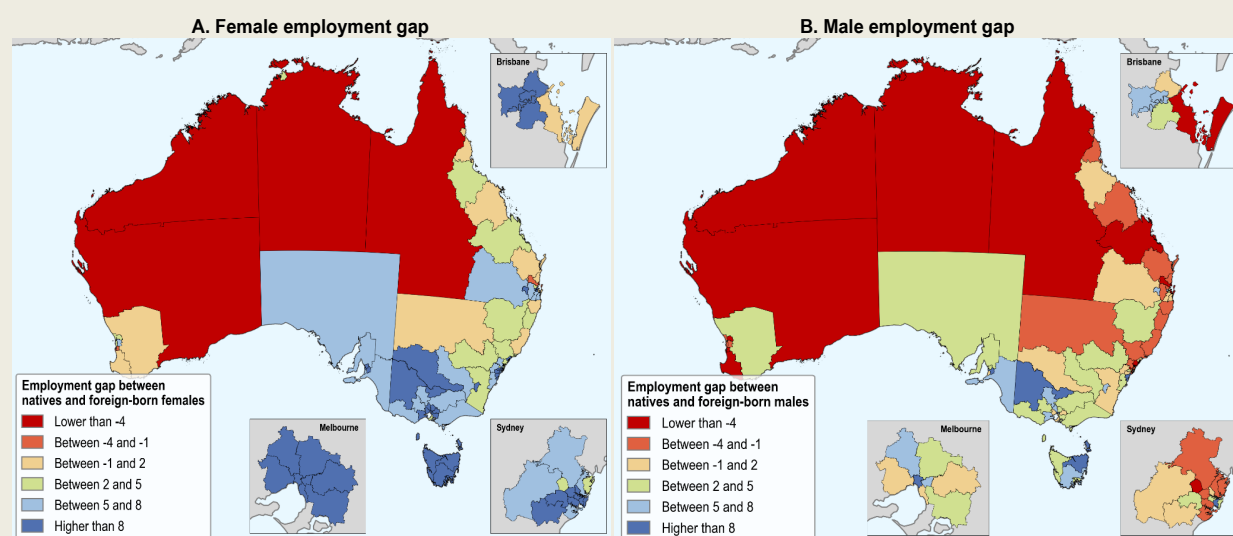 A. Female employment gap
Brisbane
Employment gap between
natives and foreign-born females
Lower than -4
Between -4 and -1
Between -1 and 2
Between 2 and 5
Between 5 and 8
Higher than 8
Melbourne
Sydney
B. Male employment gap
Brisbane
Employment gap between
natives and foreign-born males
Lower than -4
Between -4 and -1
Between -1 and 2
Between 2 and 5
Between 5 and 8
Higher than 8
Melbourne
Sydney